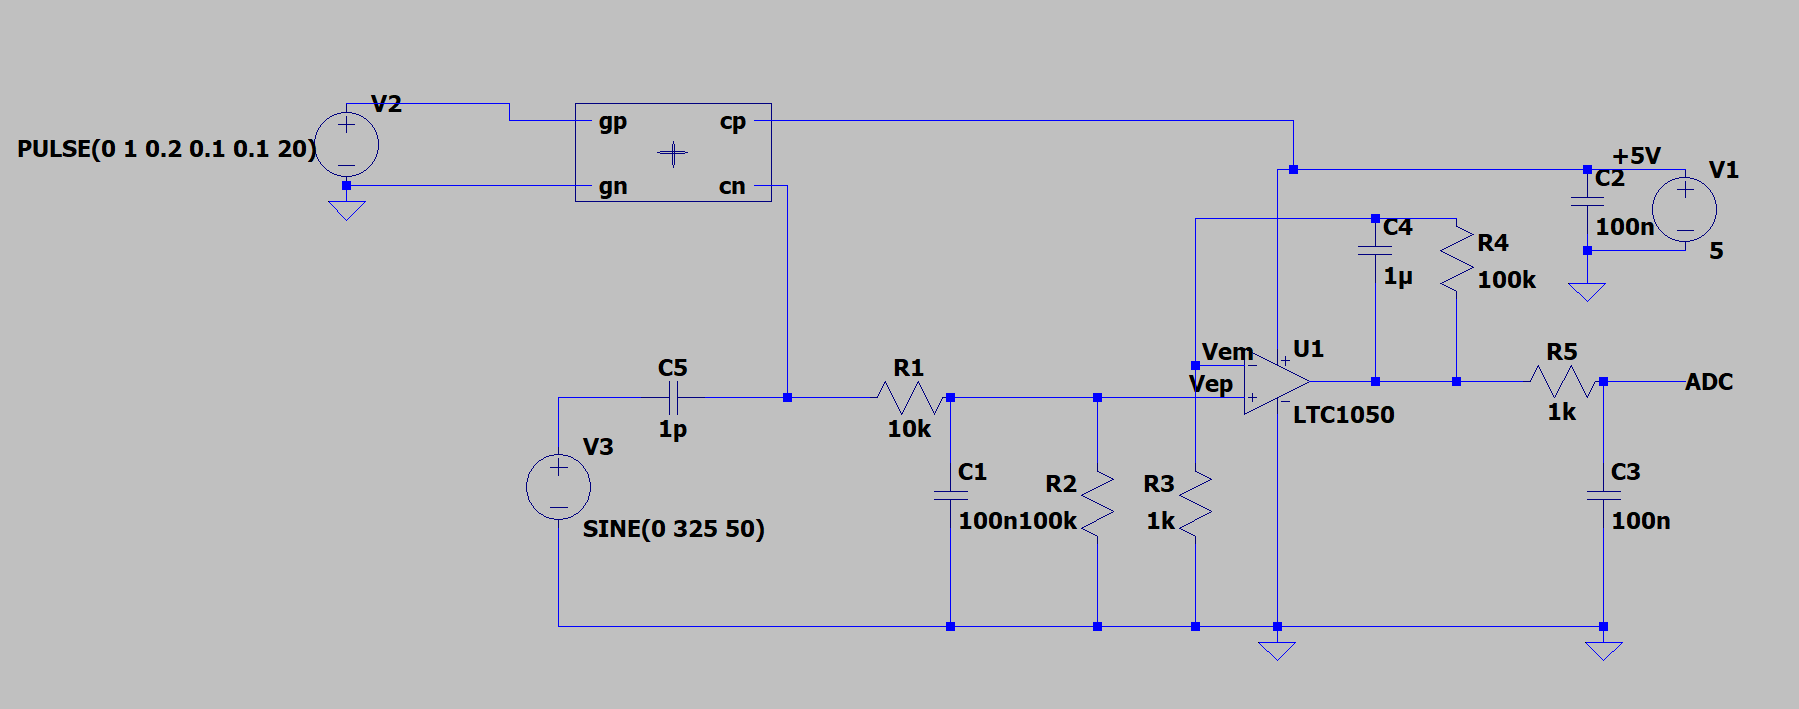 V2
PULSE(0 1 0.2 0.1 0.1 20)
gp
cp
gn
cn
+5V
V1
C2
100n
5
C4
1µ
R4
100k
Vem
Vep
U1
LTC1050
R5
1k
ADC
C5
1p
R1
10k
V3
SINE(0 325 50)
C1
100n
R2
100k
R3
1k
C3
100n